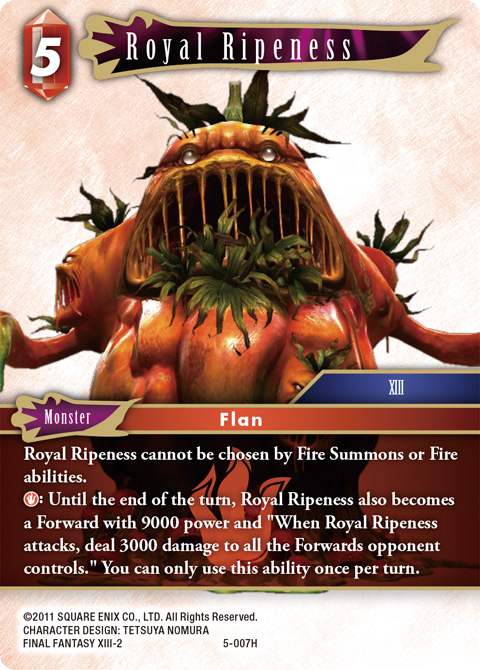 5
Royal Ripeness
XIII
Monster
Flan
Royal Ripeness cannot be chosen by Fire Summons or Fire
abilities.
: Until the end of the turn, Royal Ripeness also becomes
a Forward with 9000 power and "When Royal Ripeness
attacks, deal 3000 damage to all the Forwards opponent
controls." You can only use this ability once per turn.
©2011 SQUARE ENIX CO., LTD. All Rights Reserved.
CHARACTER DESIGN: TETSUYA NOMURA
FINAL FANTASY XIII-2 5-007H